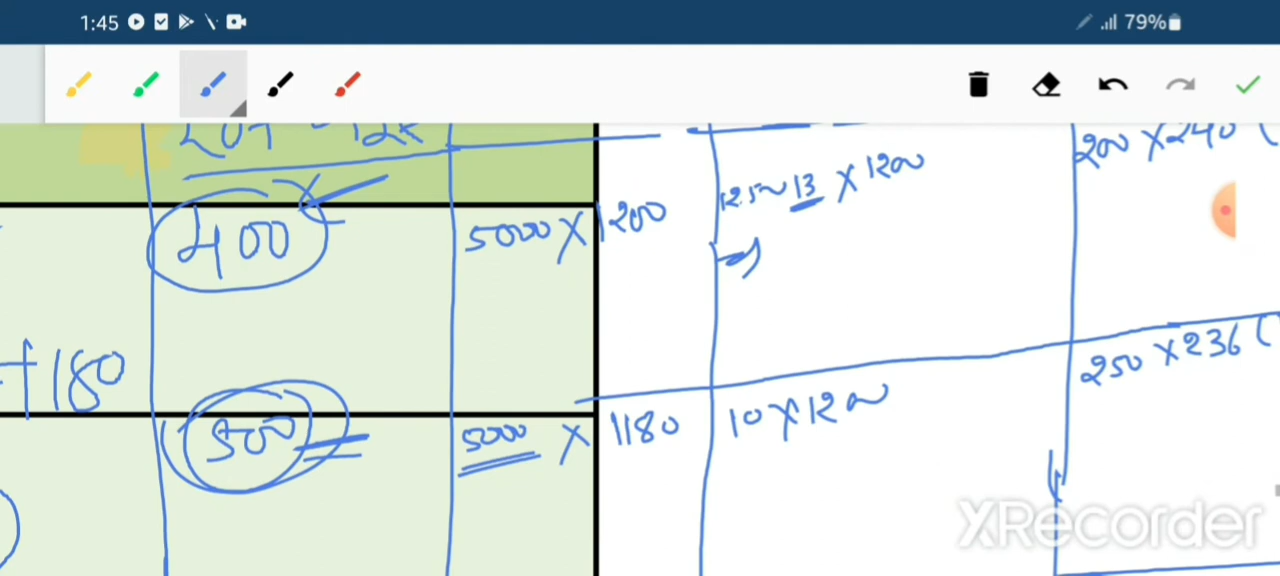 1:45 79%
200 X 240 (
12.5~ 13 X 1200
400 5000 X 1200
+180
250 X 236 (
500 5000 X 1180 10 X 1200
XRecorder